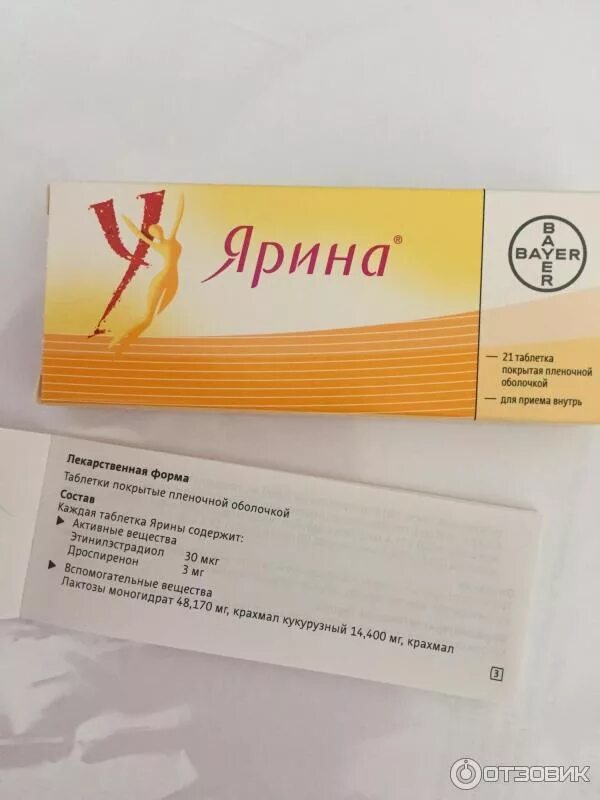 У
Ярина®
BAYER
BAYER
— 21 таблетка
покрытая пленочной
оболочкой
— для приема внутрь
Лекарственная форма
Таблетки покрытые пленочной оболочкой
Состав
Каждая таблетка Ярины содержит:
▶ Активные вещества
Этинилэстрадиол 30 мкг
Дроспиренон 3 мг
▶ Вспомогательные вещества
Лактозы моногидрат 48,170 мг, крахмал кукурузный 14,400 мг, крахмал
3
ОТЗОВИК